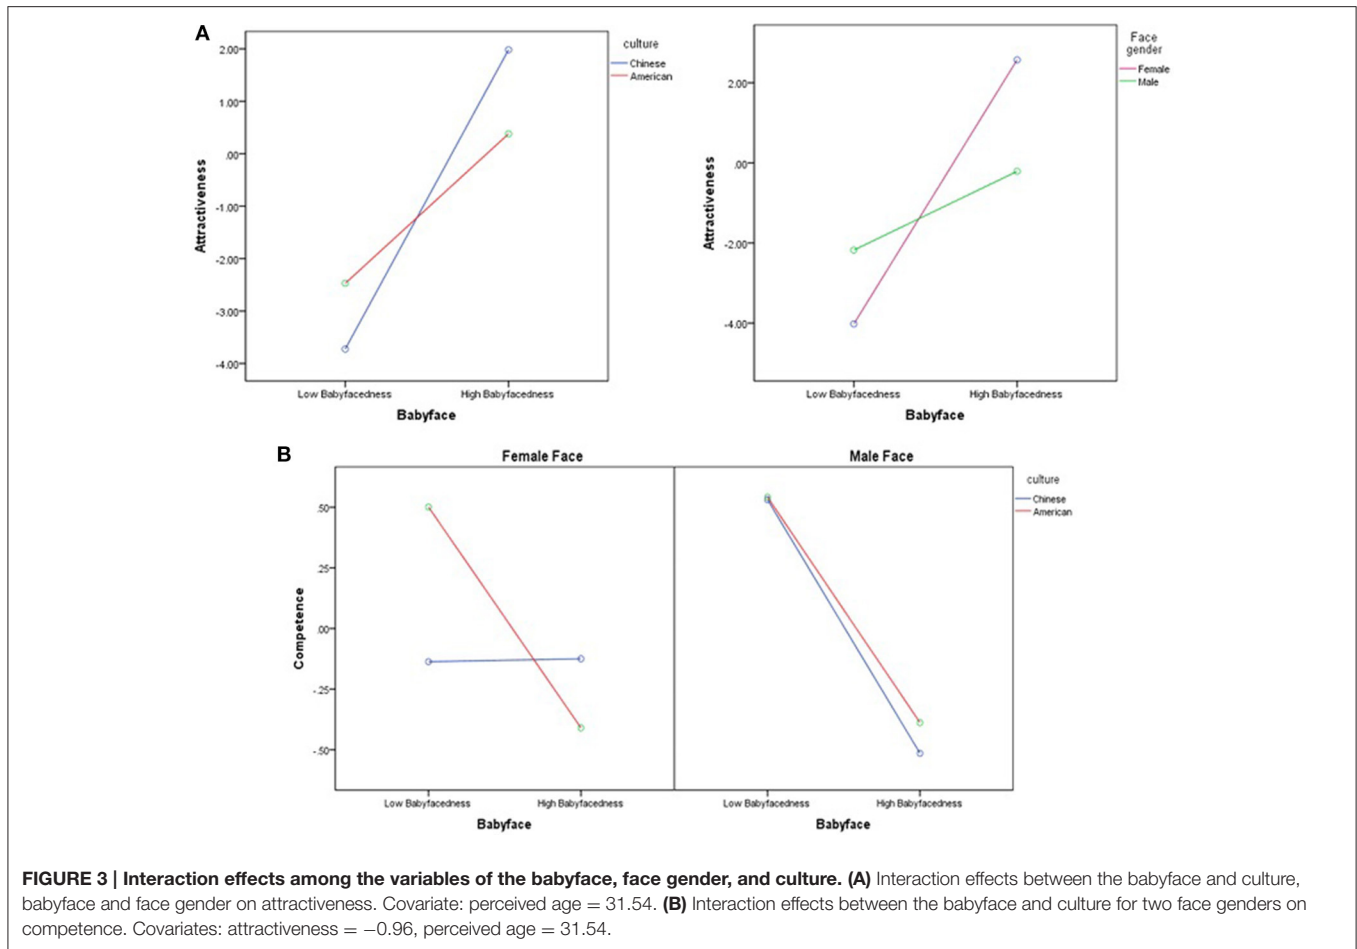 A
culture
Chinese
American
2.00
1.00
.00
-1.00
-2.00
-3.00
-4.00
Attractiveness
Low Babyfacedness High Babyfacedness
Babyface
Face
gender
Female
Male
2.00
.00
-2.00
-4.00
Attractiveness
Low Babyfacedness High Babyfacedness
Babyface
B
Female Face Male Face
culture
Chinese
American
.50
.25
.00
-.25
-.50
Competence
Low Babyfacedness High Babyfacedness Low Babyfacedness High Babyfacedness
Babyface Babyface
FIGURE 3 | Interaction effects among the variables of the babyface, face gender, and culture. (A) Interaction effects between the babyface and culture,
babyface and face gender on attractiveness. Covariate: perceived age = 31.54. (B) Interaction effects between the babyface and culture for two face genders on
competence. Covariates: attractiveness = −0.96, perceived age = 31.54.